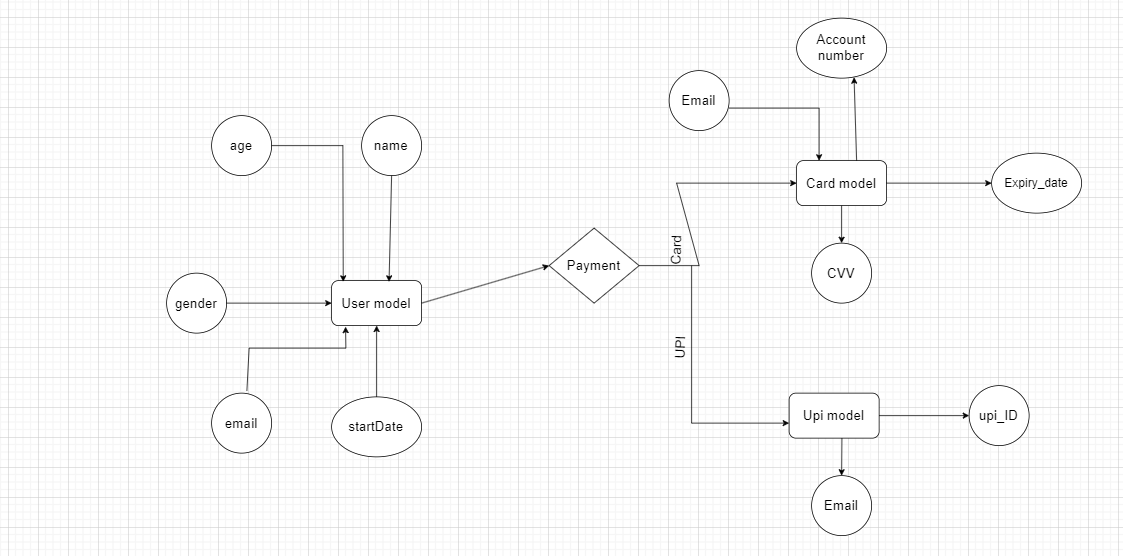 Account
number
Email
age
name
Card model
Expiry_date
Card
Payment
CVV
gender
User model
UPI
email
startDate
Upi model
upi_ID
Email